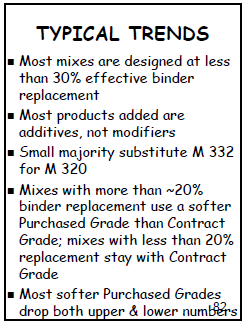 TYPICAL TRENDS
▪ Most mixes are designed at less
than 30% effective binder
replacement
▪ Most products added are
additives, not modifiers
▪ Small majority substitute M 332
for M 320
▪ Mixes with more than ~20%
binder replacement use a softer
Purchased Grade than Contract
Grade; mixes with less than 20%
replacement stay with Contract
Grade
▪ Most softer Purchased Grades
drop both upper & lower numbers
82